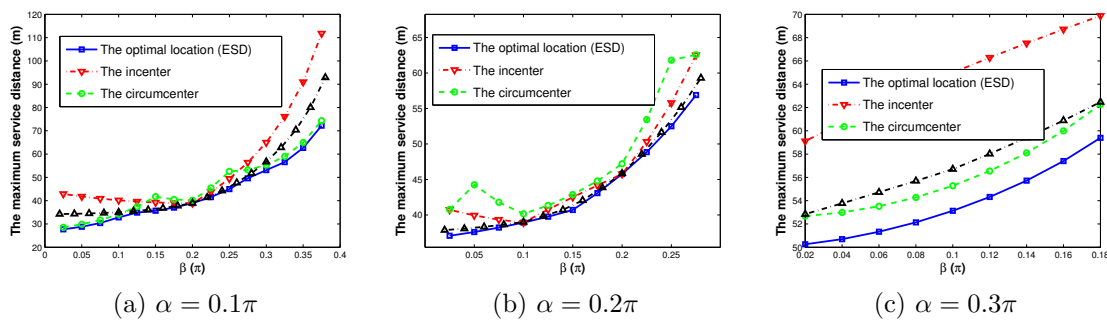 The maximum service distance (m)
120
110
100
90
80
70
60
50
40
30
20
The optimal location (ESD)
The incenter
The circumcenter
0 0.05 0.1 0.15 0.2 0.25 0.3 0.35 0.4
β (π)
(a) α = 0.1π
The maximum service distance (m)
65
60
55
50
45
40
The optimal location (ESD)
The incenter
The circumcenter
0 0.05 0.1 0.15 0.2 0.25
β (π)
(b) α = 0.2π
The maximum service distance (m)
70
68
66
64
62
60
58
56
54
52
50
The optimal location (ESD)
The incenter
The circumcenter
0.02 0.04 0.06 0.08 0.1 0.12 0.14 0.16 0.18
β (π)
(c) α = 0.3π